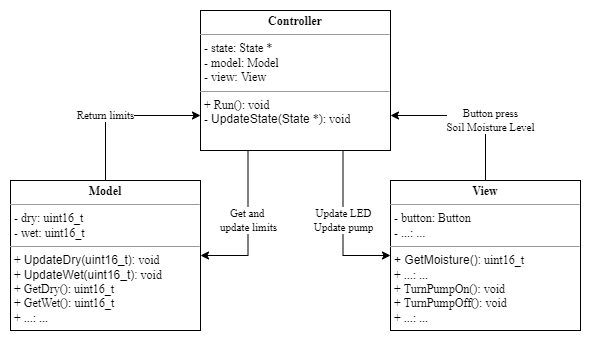 Controller
- state: State *
- model: Model
- view: View
+ Run(): void
- UpdateState(State *): void
Return limits
Button press
Soil Moisture Level
Get and
update limits
Update LED
Update pump
Model
- dry: uint16_t
- wet: uint16_t
+ UpdateDry(uint16_t): void
+ UpdateWet(uint16_t): void
+ GetDry(): uint16_t
+ GetWet(): uint16_t
+ ...: ...
View
- button: Button
- ...: ...
+ GetMoisture(): uint16_t
+ ...: ...
+ TurnPumpOn(): void
+ TurnPumpOff(): void
+ ...: ...